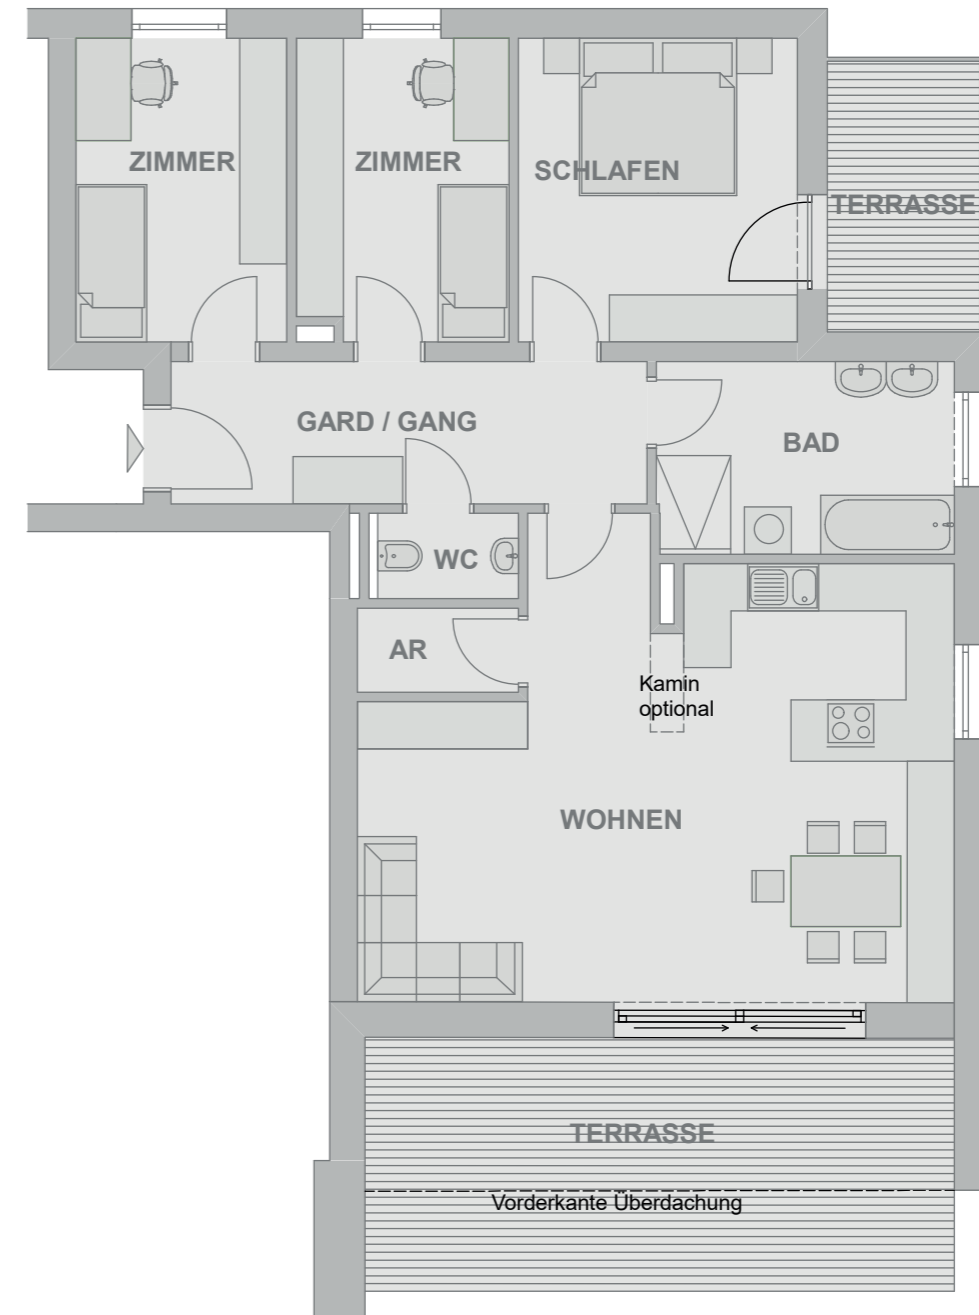 ZIMMER
ZIMMER
SCHLAFEN
TERRASSE
GARD / GANG
BAD
WC
AR
Kamin
optional
WOHNEN
TERRASSE
Vorderkante Überdachung